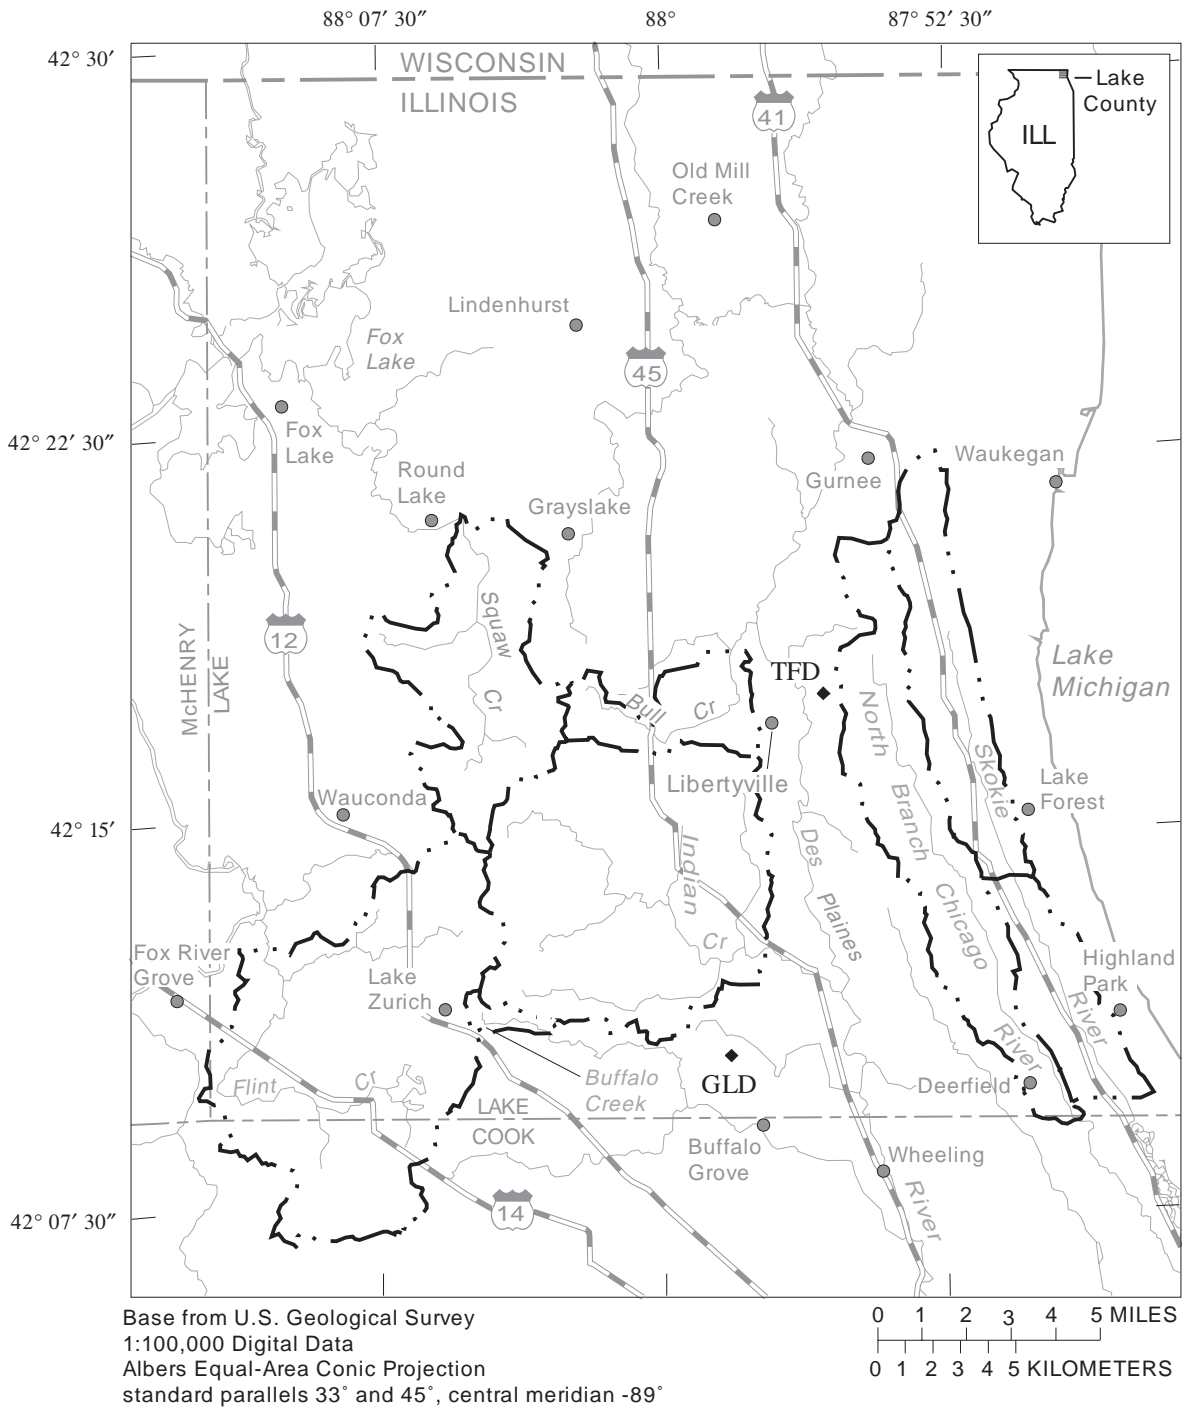 88° 07′ 30″
88°
87° 52′ 30″
42° 30′
WISCONSIN
ILLINOIS
41
Lake
County
ILL
Old Mill
Creek
Lindenhurst
Fox
Lake
45
42° 22′ 30″
Fox
Lake
Round
Lake
Grayslake
Gurnee
Waukegan
12
Squaw
Cr
McHENRY
LAKE
Bull
Cr
TFD
Lake
Michigan
North
Branch
Chicago
River
Skokie
River
Libertyville
Lake
Forest
Wauconda
42° 15′
Indian
Cr
Des
Plaines
River
Fox River
Grove
Lake
Zurich
Highland
Park
Flint
Cr
Buffalo
Creek
GLD
Deerfield
LAKE
COOK
Buffalo
Grove
Wheeling
14
42° 07′ 30″
Base from U.S. Geological Survey
1:100,000 Digital Data
Albers Equal-Area Conic Projection
standard parallels 33° and 45°, central meridian -89°
0 1 2 3 4 5 MILES
0 1 2 3 4 5 KILOMETERS